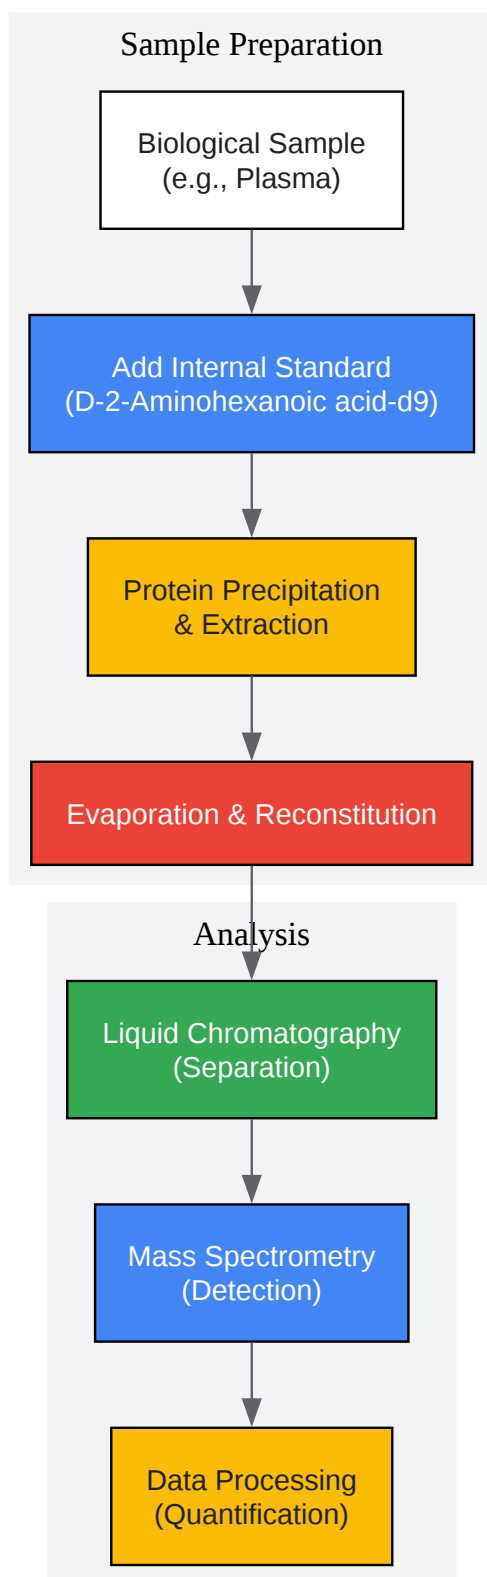 Sample Preparation
Biological Sample
(e.g., Plasma)
Add Internal Standard
(D-2-Aminohexanoic acid-d9)
Protein Precipitation
& Extraction
Evaporation & Reconstitution
Analysis
Liquid Chromatography
(Separation)
Mass Spectrometry
(Detection)
Data Processing
(Quantification)